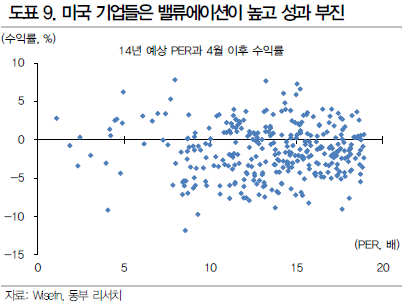 도표 9. 미국 기업들은 밸류에이션이 높고 성과 부진
(수익률, %)
14년 예상 PER과 4월 이후 수익률
10
5
0
-5
-10
-15
0
5
10
15
20
(PER, 배)
자료: Wisefn, 동부 리서치